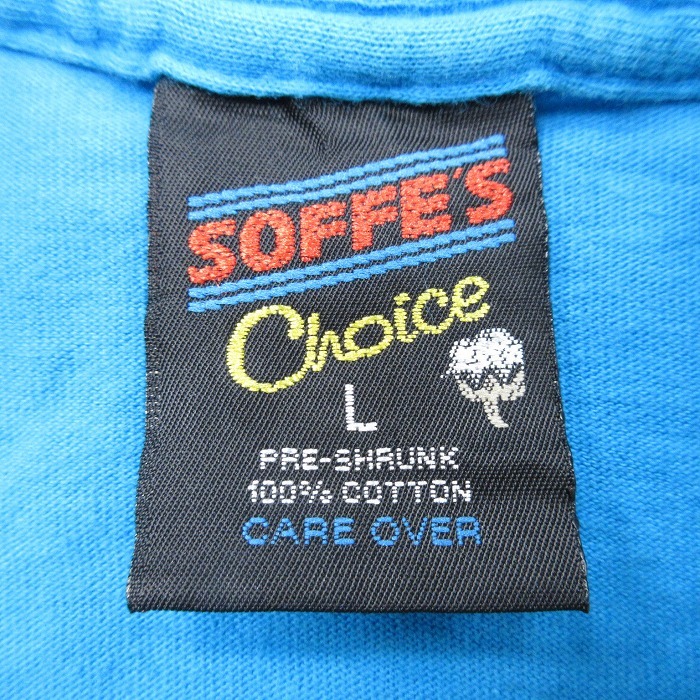 SOFFE'S
Choice
L
PRE-SHRUNK
100% COTTON
CARE OVER